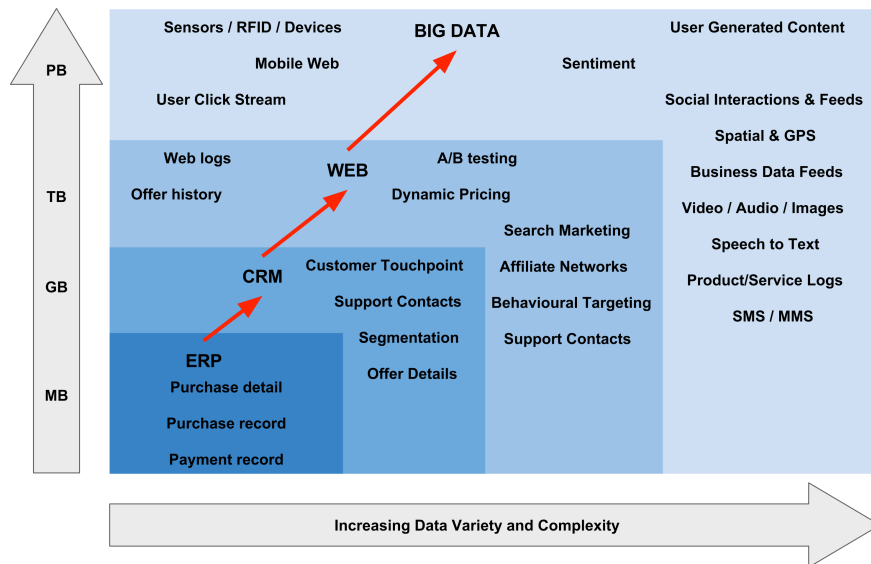 Sensors / RFID / Devices
BIG DATA
User Generated Content
PB
Mobile Web
Sentiment
User Click Stream
Social Interactions & Feeds
Spatial & GPS
Web logs
WEB
A/B testing
Business Data Feeds
TB
Offer history
Dynamic Pricing
Video / Audio / Images
Search Marketing
Speech to Text
CRM
Customer Touchpoint
Affiliate Networks
Product/Service Logs
GB
Support Contacts
Behavioural Targeting
SMS / MMS
Segmentation
Support Contacts
ERP
Offer Details
MB
Purchase detail
Purchase record
Payment record
Increasing Data Variety and Complexity